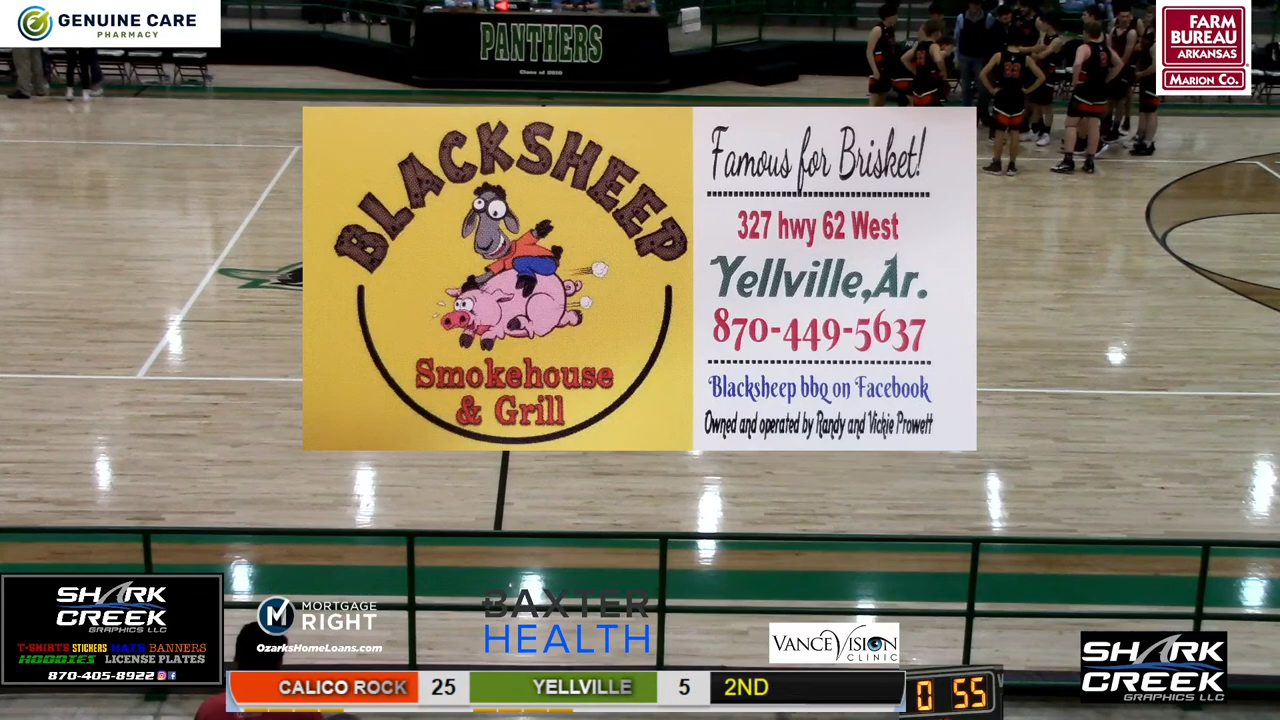 GENUINE CARE
PHARMACY
PANTHERS
Class of 2010
FARM
BUREAU
ARKANSAS
MARION CO.
BLACKSHEEP
Smokehouse
& Grill
Famous for Brisket!
327 hwy 62 West
Yellville,Ar.
870-449-5637
Blacksheep bbq on Facebook
Owned and operated by Randy and Vickie Prowett
SHARK
CREEK
GRAPHICS LLC
T-SHIRTS STICKERS HATS BANNERS
HOODIES LICENSE PLATES
870-405-8922
M MORTGAGE
RIGHT
OzarksHomeLoans.com
BAXTER
HEALTH
VANCE VISION
CLINIC
SHARK
CREEK
GRAPHICS LLC
CALICO ROCK 25 YELLVILLE 5 2ND 0 55